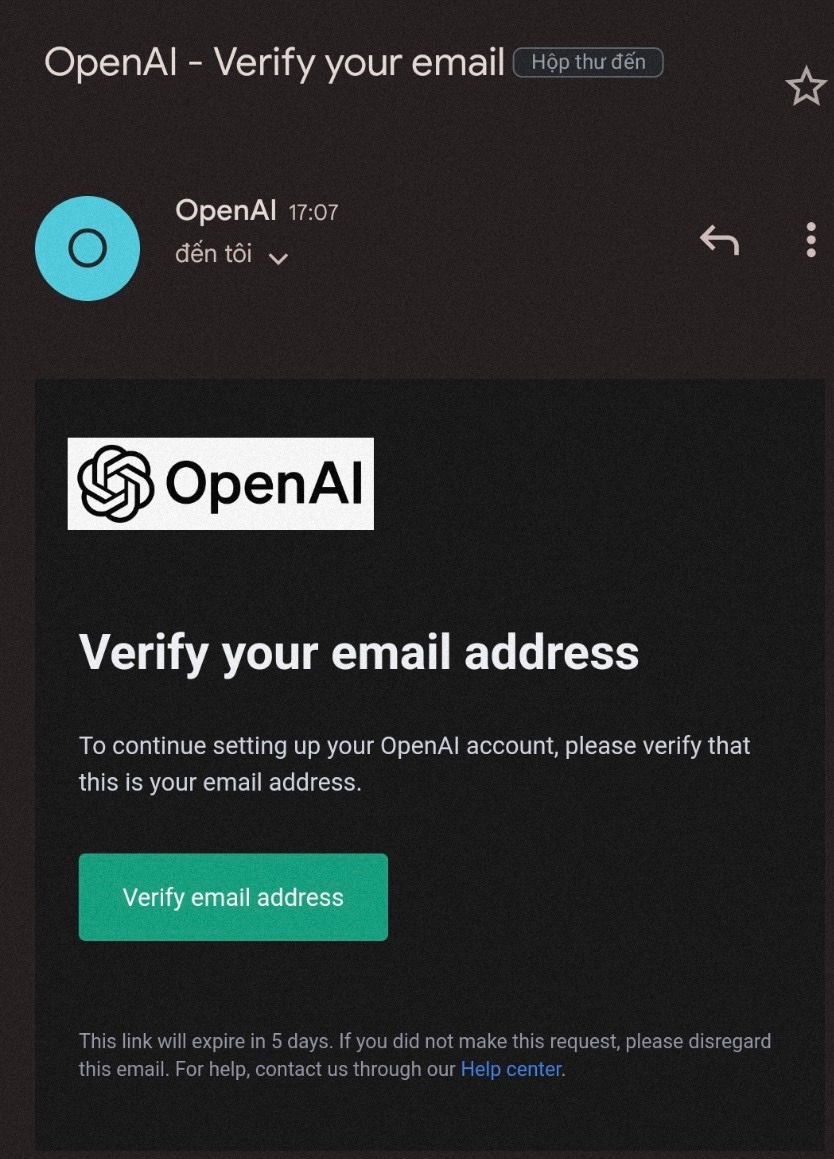 OpenAI - Verify your email Hộp thư đến
O
OpenAI 17:07
đến tôi
OpenAI
Verify your email address
To continue setting up your OpenAI account, please verify that
this is your email address.
Verify email address
This link will expire in 5 days. If you did not make this request, please disregard
this email. For help, contact us through our Help center.